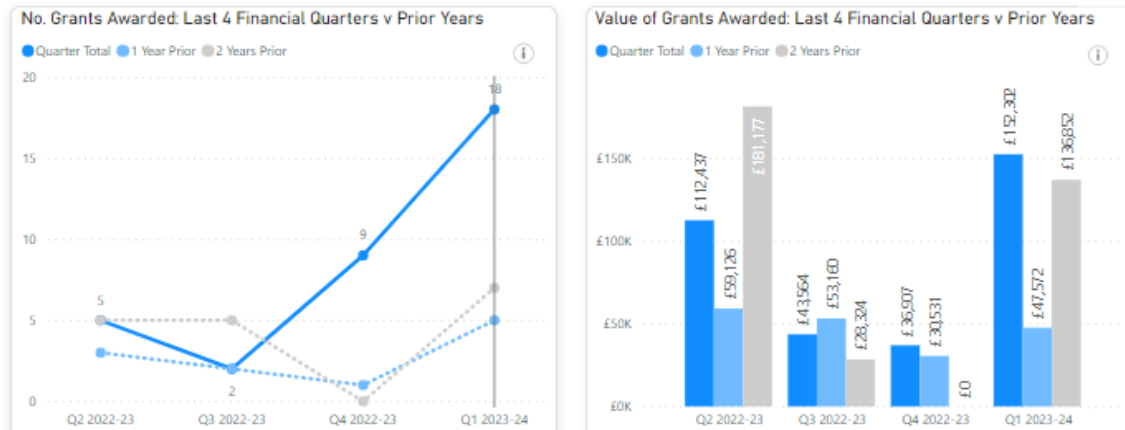 No. Grants Awarded: Last 4 Financial Quarters v Prior Years
Quarter Total 1 Year Prior 2 Years Prior
20
15
10
5
0
5
2
9
18
Q2 2022-23 Q3 2022-23 Q4 2022-23 Q1 2023-24
Value of Grants Awarded: Last 4 Financial Quarters v Prior Years
Quarter Total 1 Year Prior 2 Years Prior
£150K
£100K
£50K
£0K
£112,437
£59,126
£181,177
£43,564
£53,160
£28,324
£36,907
£30,531
£0
£152,302
£47,572
£136,852
Q2 2022-23 Q3 2022-23 Q4 2022-23 Q1 2023-24